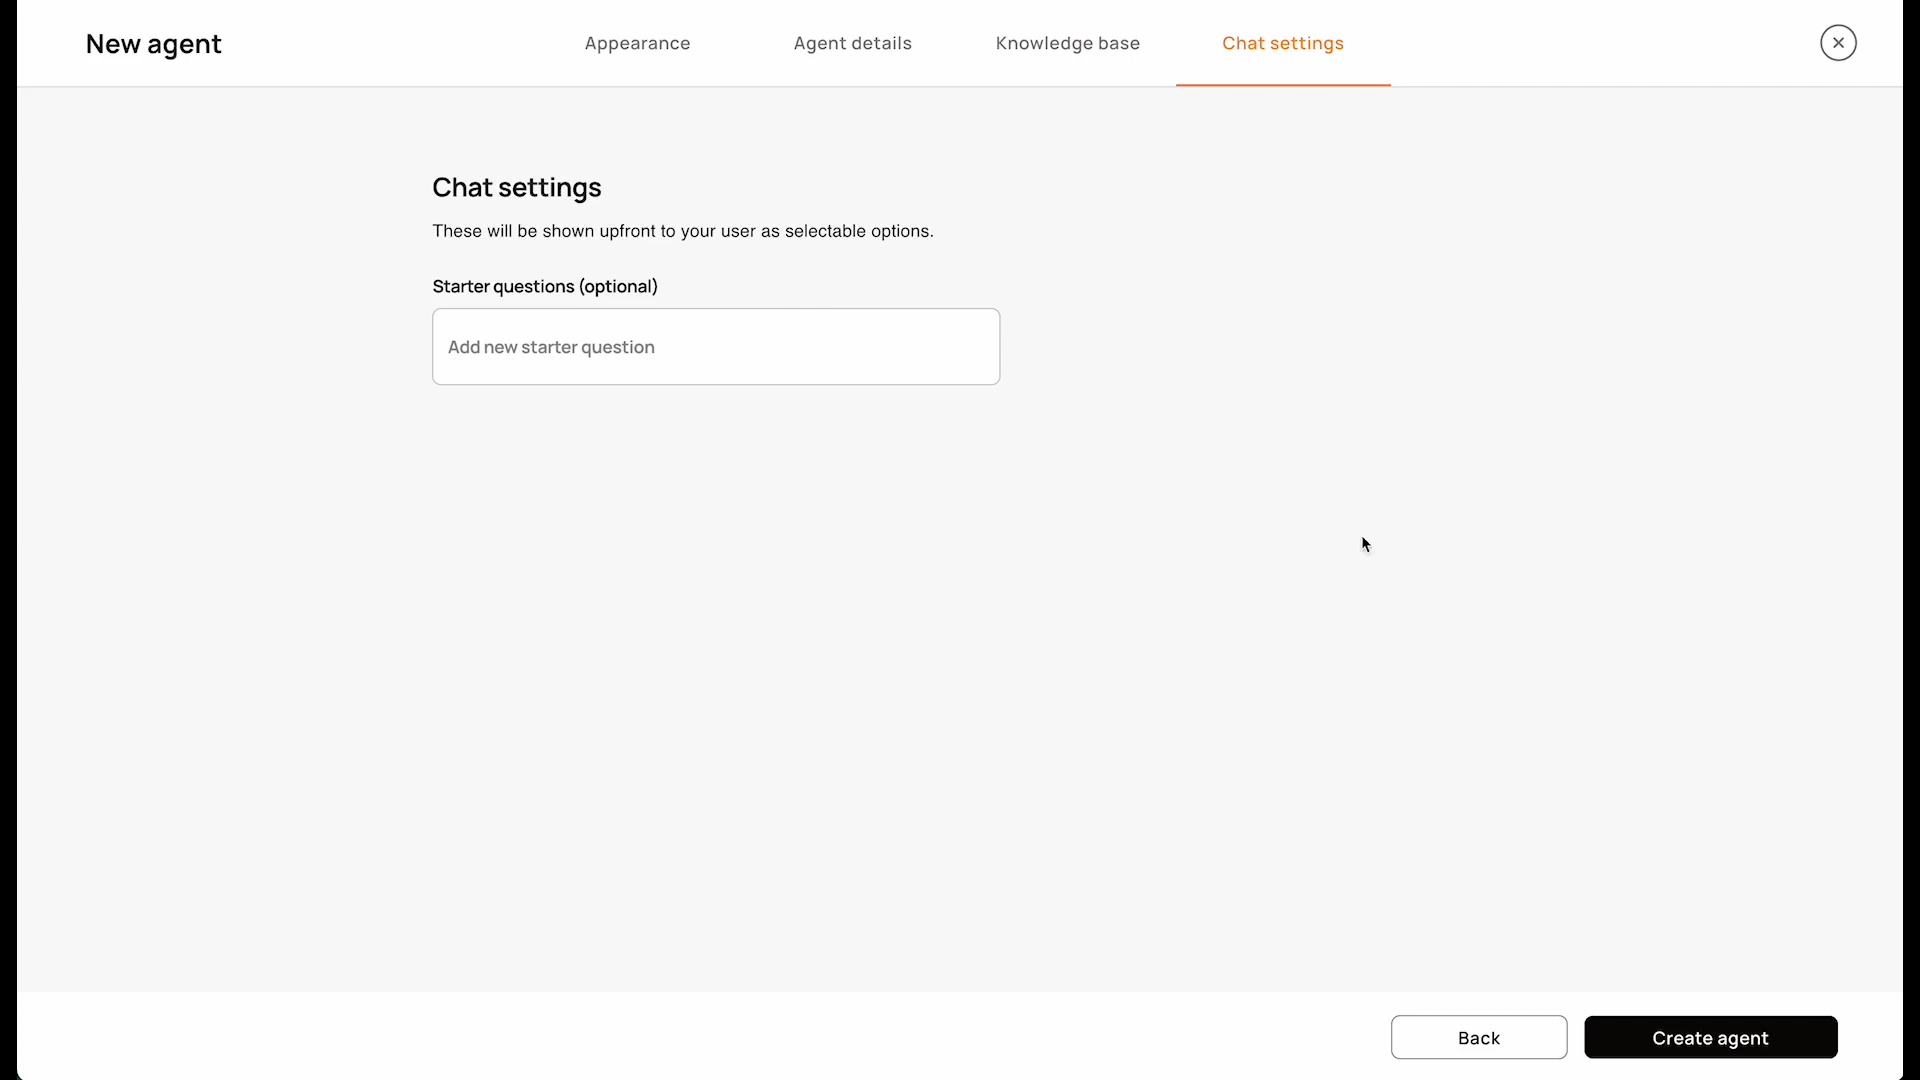 New agent
Appearance
Agent details
Knowledge base
Chat settings
Chat settings
These will be shown upfront to your user as selectable options.
Starter questions (optional)
Add new starter question
Back
Create agent